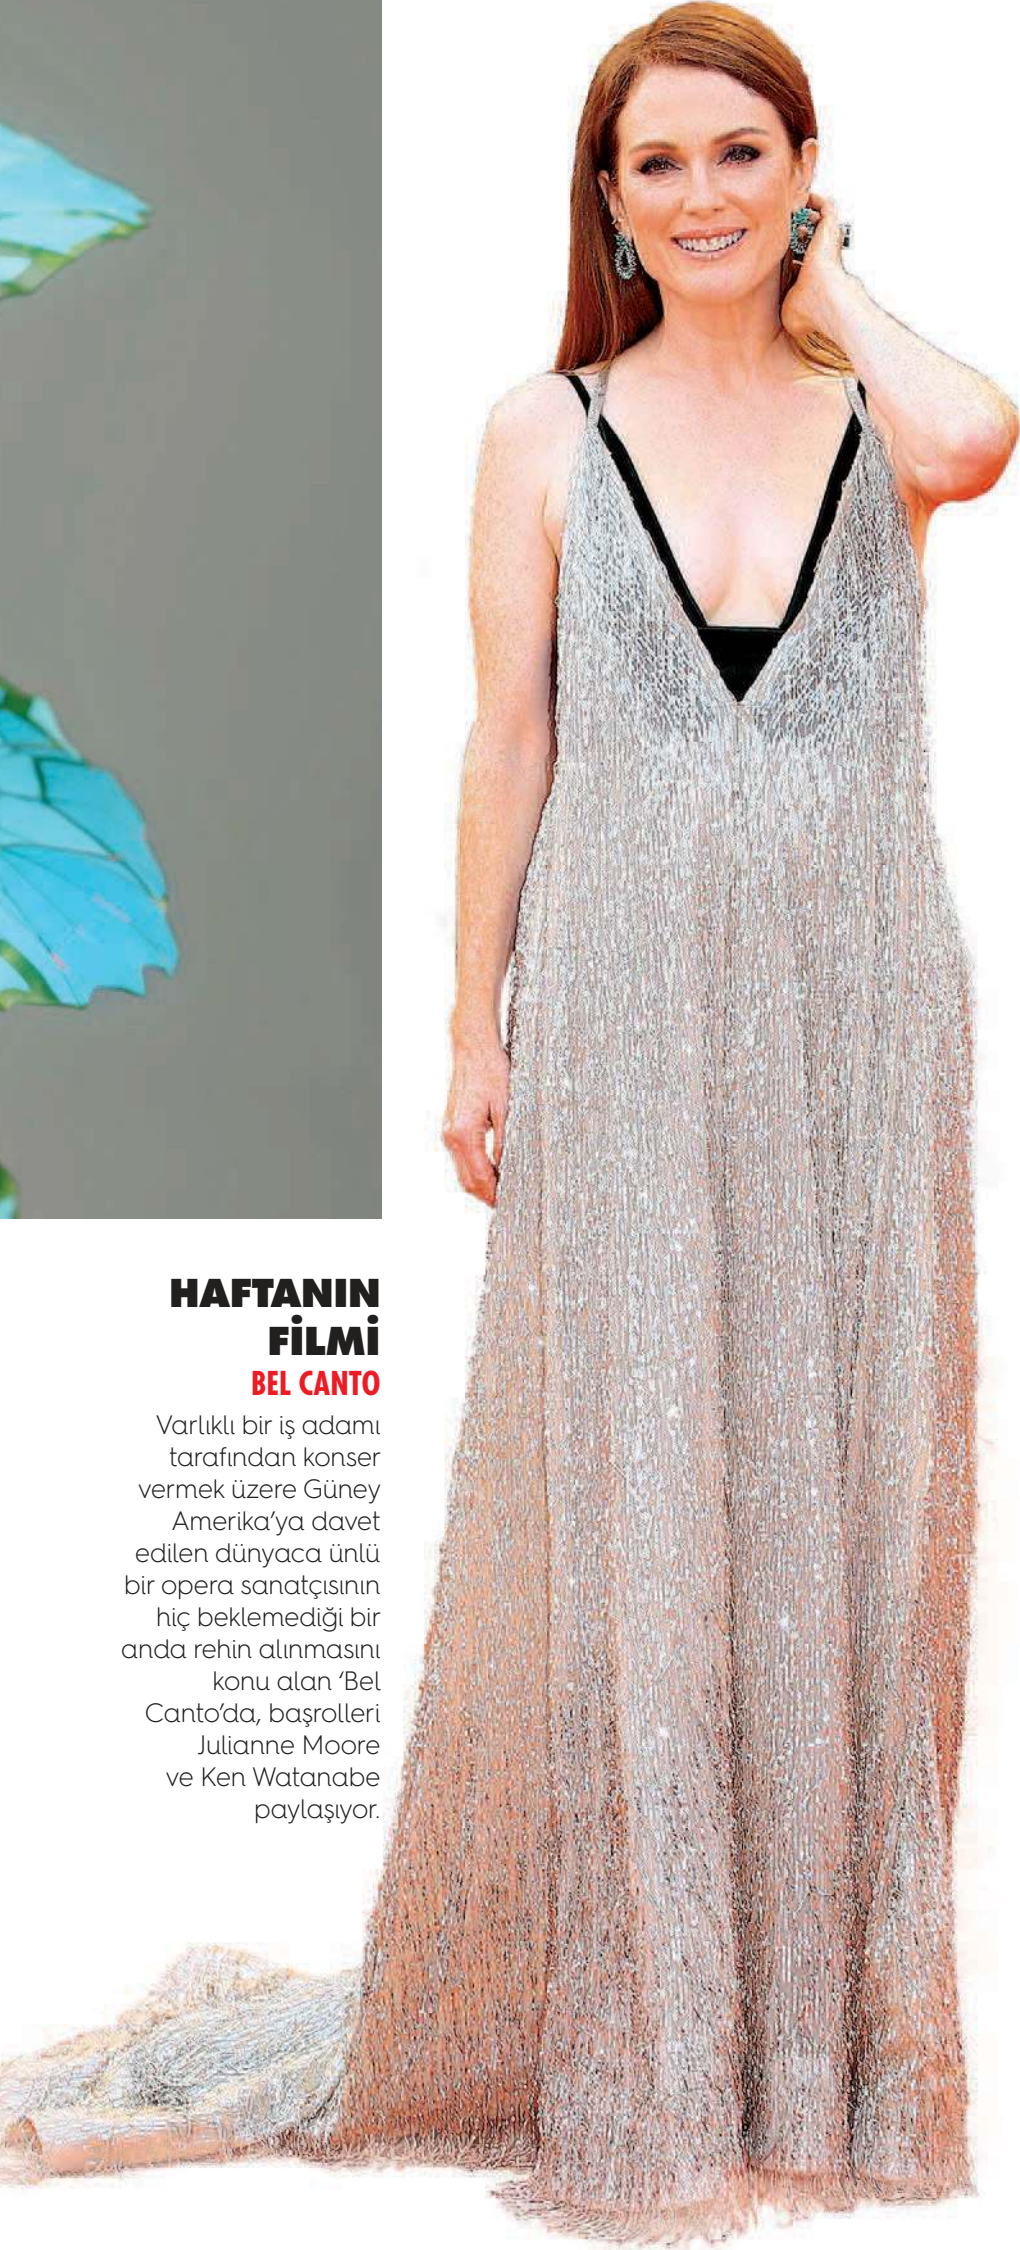 HAFTANIN
FİLMİ
BEL CANTO
Varlıklı bir iş adamı
tarafından konser
vermek üzere Güney
Amerika’ya davet
edilen dünyaca ünlü
bir opera sanatçısının
hiç beklemediği bir
anda rehin alınmasını
konu alan ‘Bel
Canto’da, başrolleri
Julianne Moore
ve Ken Watanabe
paylaşıyor.